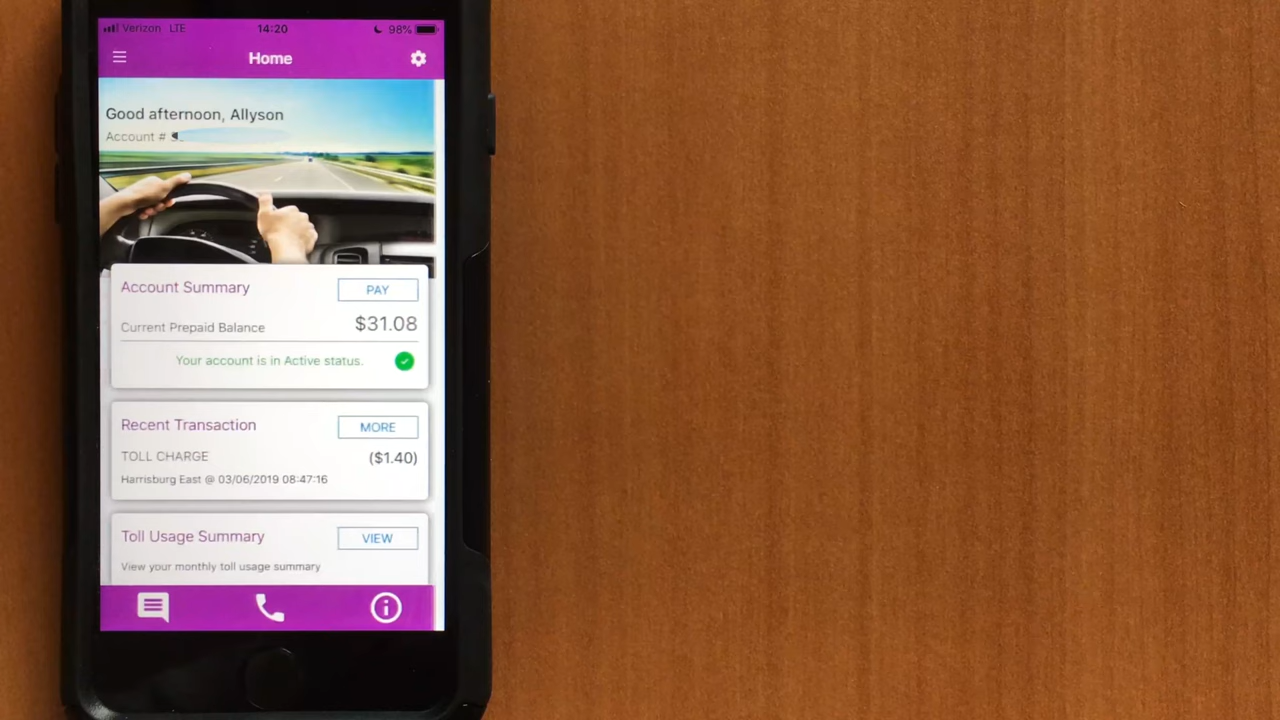 Verizon LTE 14:20 98%
Home
Good afternoon, Allyson
Account #
Account Summary PAY
Current Prepaid Balance $31.08
Your account is in Active status.
Recent Transaction MORE
TOLL CHARGE ($1.40)
Harrisburg East @ 03/06/2019 08:47:16
Toll Usage Summary VIEW
View your monthly toll usage summary